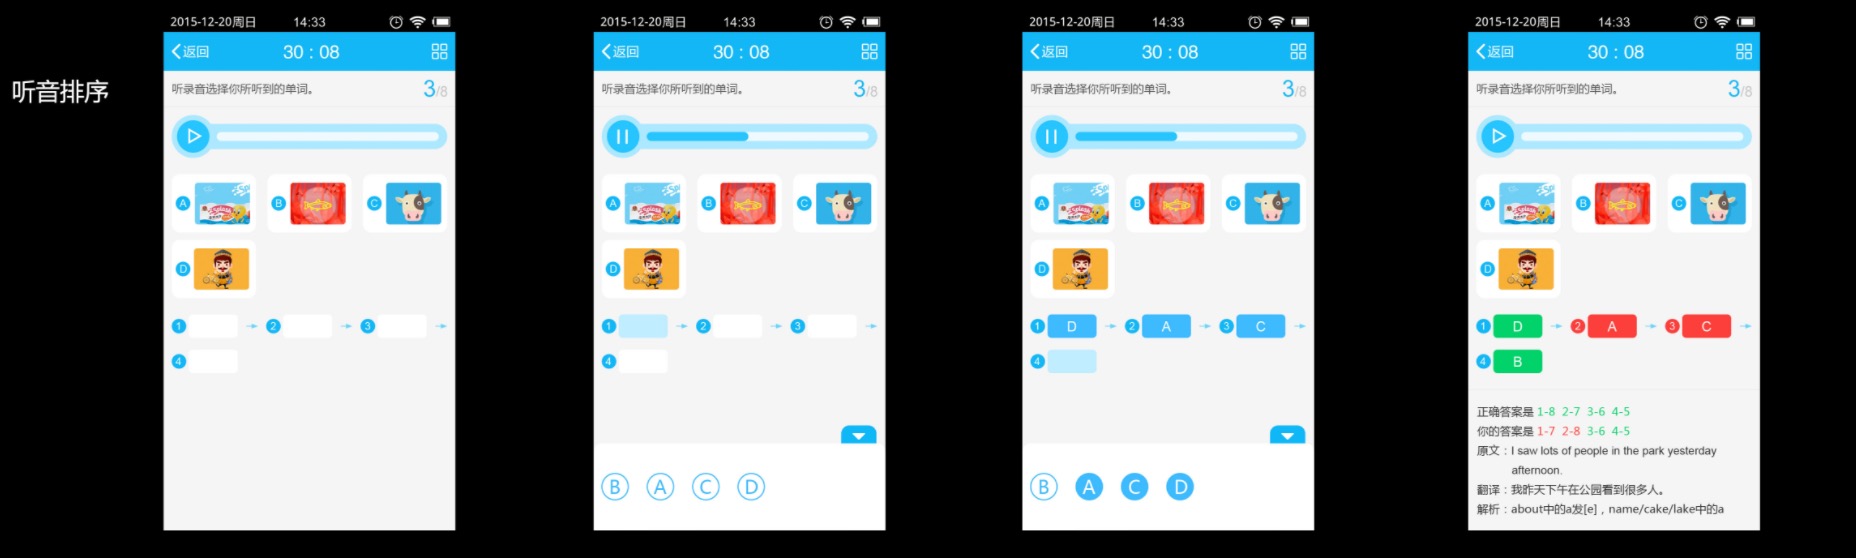 听音排序
2015-12-20周日 14:33
返回 30 : 08
听录音选择你所听到的单词。 3/8
A B C
D
1 2 3
4
2015-12-20周日 14:33
返回 30 : 08
听录音选择你所听到的单词。 3/8
A B C
D
1 2 3
4
B A C D
2015-12-20周日 14:33
返回 30 : 08
听录音选择你所听到的单词。 3/8
A B C
D
1 D 2 A 3 C
4
B A C D
2015-12-20周日 14:33
返回 30 : 08
听录音选择你所听到的单词。 3/8
A B C
D
1 D 2 A 3 C
4 B
正确答案是 1-8 2-7 3-6 4-5
你的答案是 1-7 2-8 3-6 4-5
原文：I saw lots of people in the park yesterday
afternoon.
翻译：我昨天下午在公园看到很多人。
解析：about中的a发[e]，name/cake/lake中的a